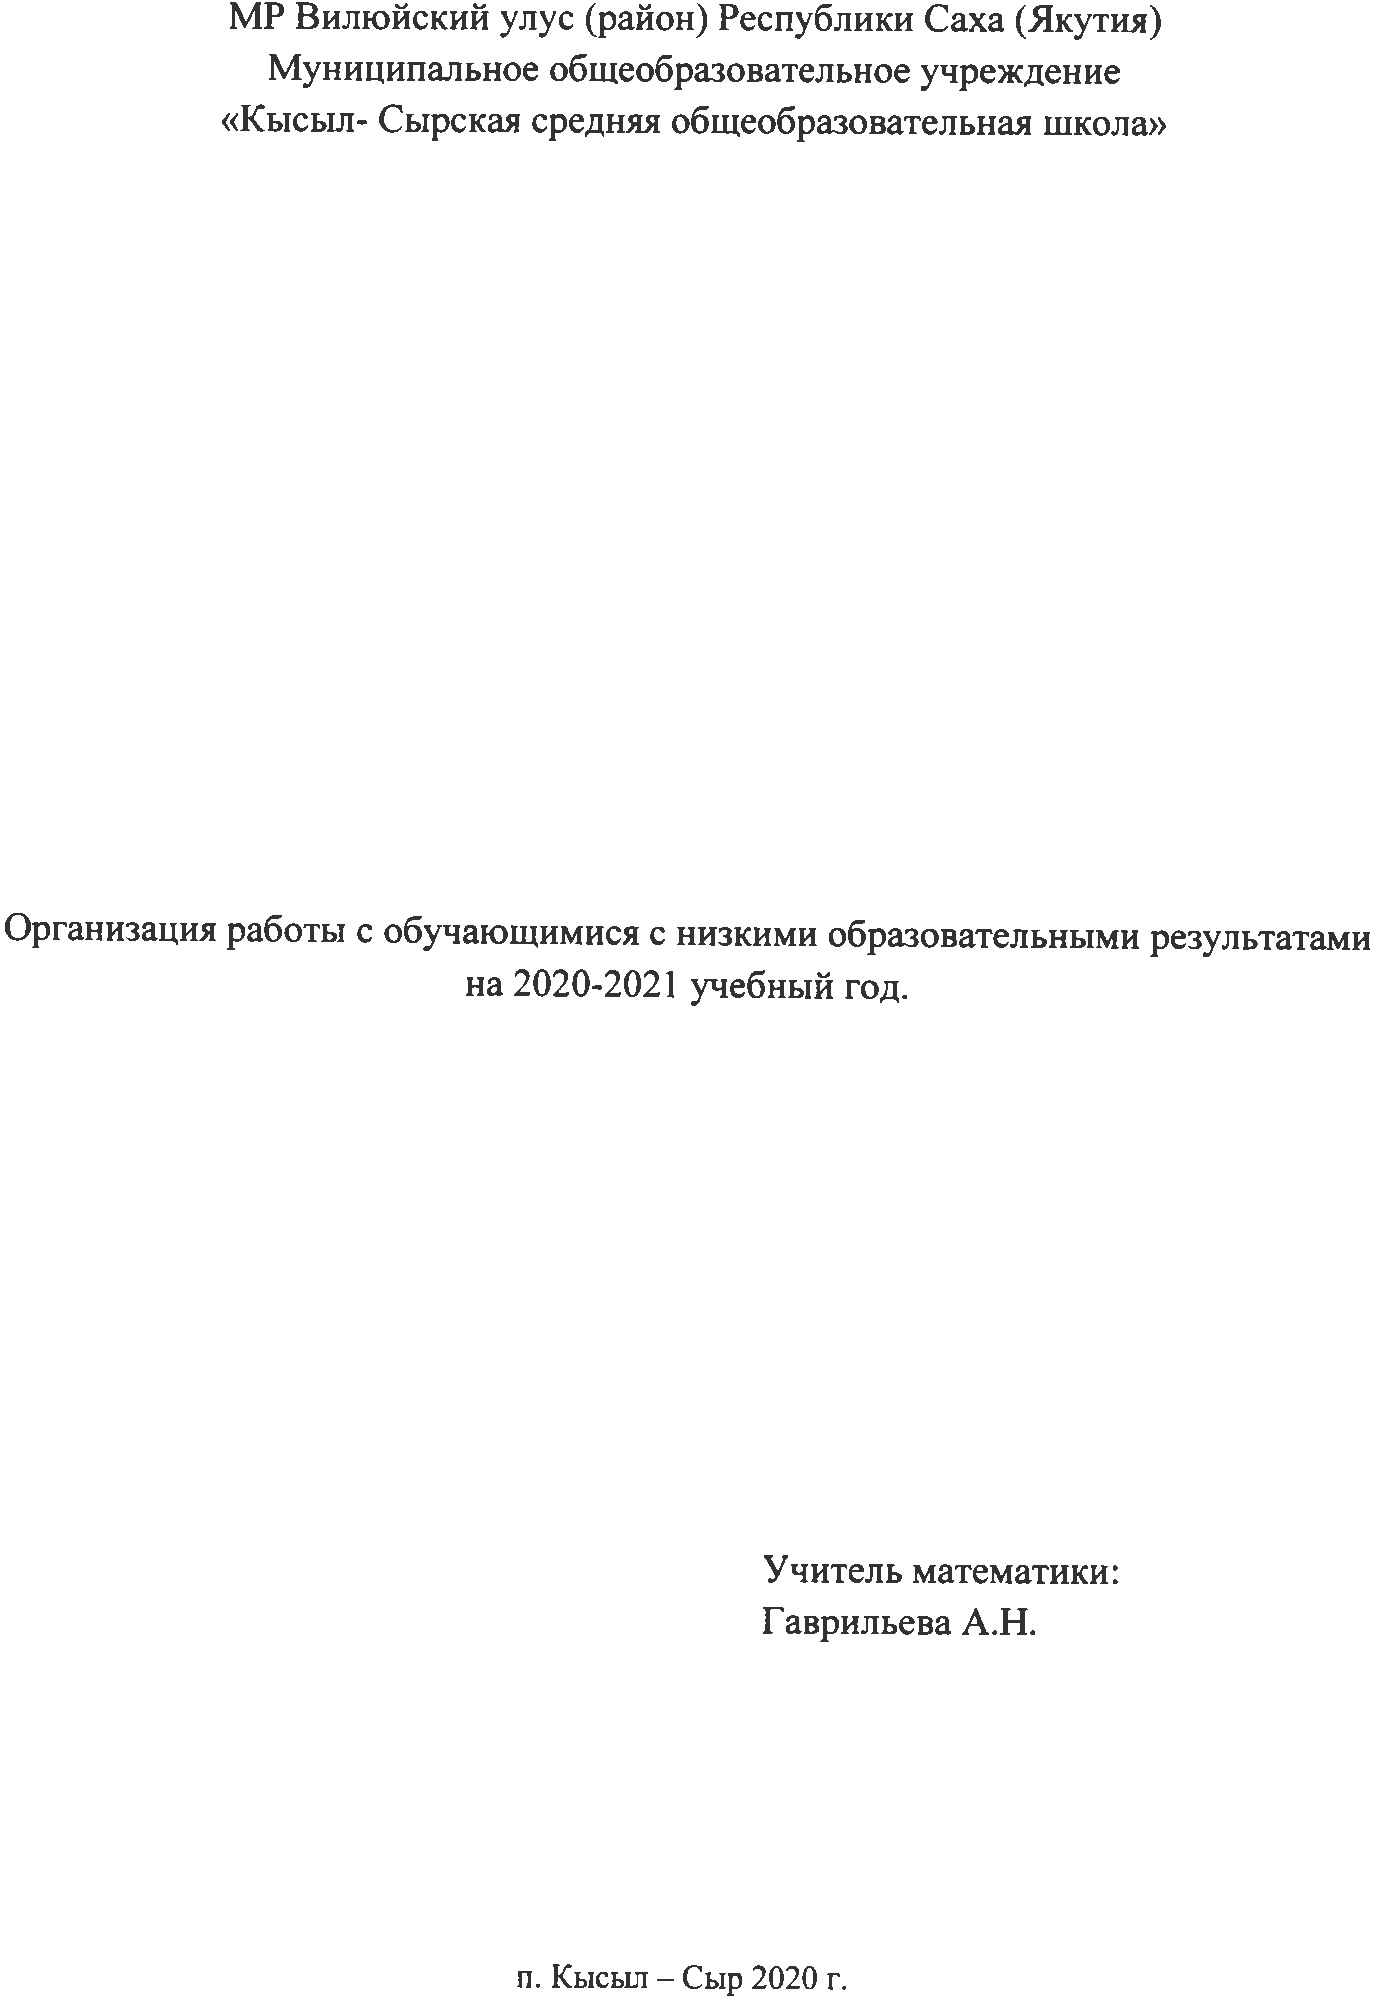 МР Вилюйский улус (район) Республики Саха (Якутия)
Муниципальное общеобразовательное учреждение
«Кысыл- Сырская средняя общеобразовательная школа»
Организация работы с обучающимися с низкими образовательными результатами
на 2020-2021 учебный год.
Учитель математики:
Гаврильева А.Н.
п. Кысыл – Сыр 2020 г.